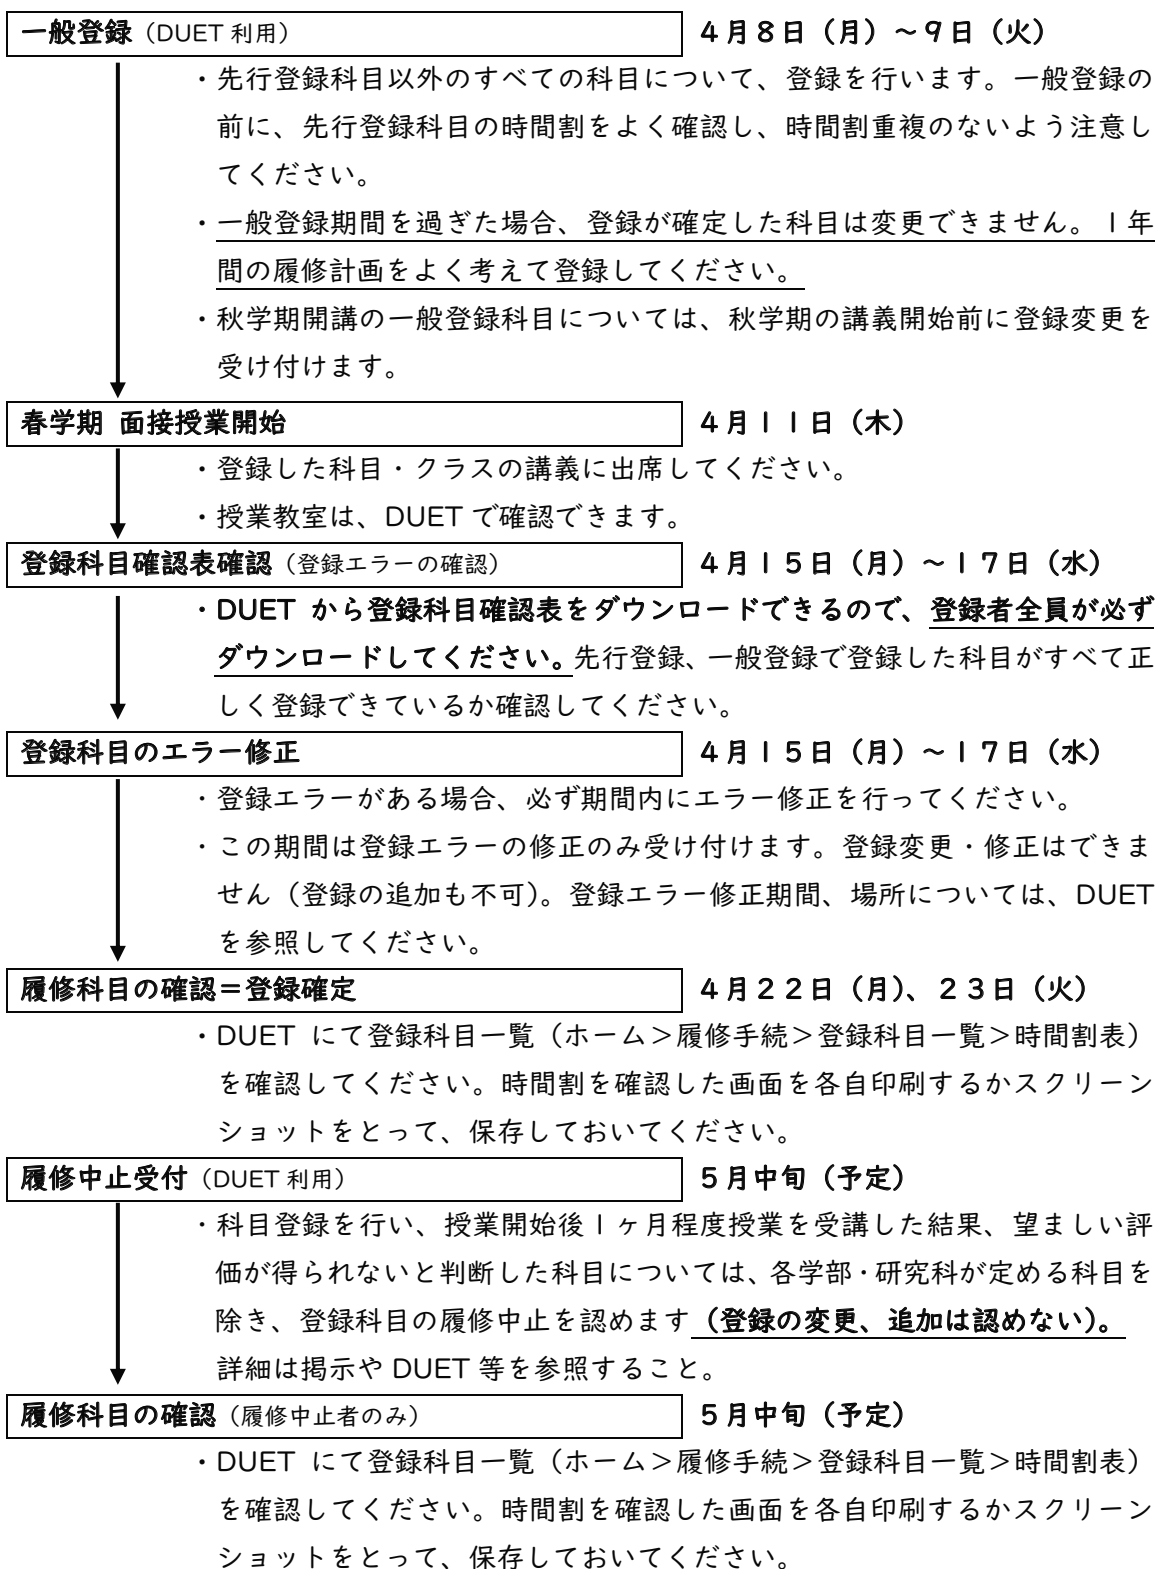 一般登録（DUET 利用） ４月８日（月）～９日（火）
・先行登録科目以外のすべての科目について、登録を行います。一般登録の
前に、先行登録科目の時間割をよく確認し、時間割重複のないよう注意し
てください。
・一般登録期間を過ぎた場合、登録が確定した科目は変更できません。１年
間の履修計画をよく考えて登録してください。
・秋学期開講の一般登録科目については、秋学期の講義開始前に登録変更を
受け付けます。
春学期 面接授業開始 ４月１１日（木）
・登録した科目・クラスの講義に出席してください。
・授業教室は、DUET で確認できます。
登録科目確認表確認（登録エラーの確認） ４月１５日（月）～１７日（水）
・DUET から登録科目確認表をダウンロードできるので、登録者全員が必ず
ダウンロードしてください。先行登録、一般登録で登録した科目がすべて正
しく登録できているか確認してください。
登録科目のエラー修正 ４月１５日（月）～１７日（水）
・登録エラーがある場合、必ず期間内にエラー修正を行ってください。
・この期間は登録エラーの修正のみ受け付けます。登録変更・修正はできま
せん（登録の追加も不可）。登録エラー修正期間、場所については、DUET
を参照してください。
履修科目の確認＝登録確定 ４月２２日（月）、２３日（火）
・DUET にて登録科目一覧（ホーム＞履修手続＞登録科目一覧＞時間割表）
を確認してください。時間割を確認した画面を各自印刷するかスクリーン
ショットをとって、保存しておいてください。
履修中止受付（DUET 利用） ５月中旬（予定）
・科目登録を行い、授業開始後１ヶ月程度授業を受講した結果、望ましい評
価が得られないと判断した科目については、各学部・研究科が定める科目を
除き、登録科目の履修中止を認めます（登録の変更、追加は認めない）。
詳細は掲示や DUET 等を参照すること。
履修科目の確認（履修中止者のみ） ５月中旬（予定）
・DUET にて登録科目一覧（ホーム＞履修手続＞登録科目一覧＞時間割表）
を確認してください。時間割を確認した画面を各自印刷するかスクリーン
ショットをとって、保存しておいてください。